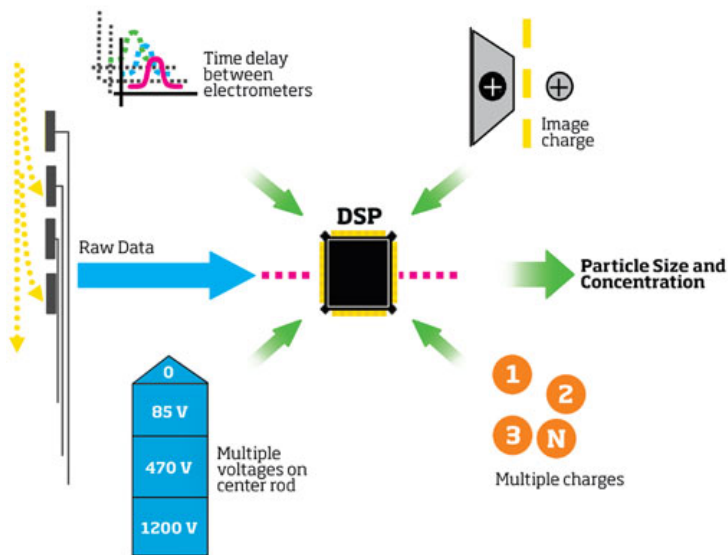 Time delay
between
electrometers
+
+
Image
charge
DSP
Raw Data
Particle Size and
Concentration
0
85 V
470 V
1200 V
Multiple
voltages on
center rod
1
2
3
N
Multiple charges